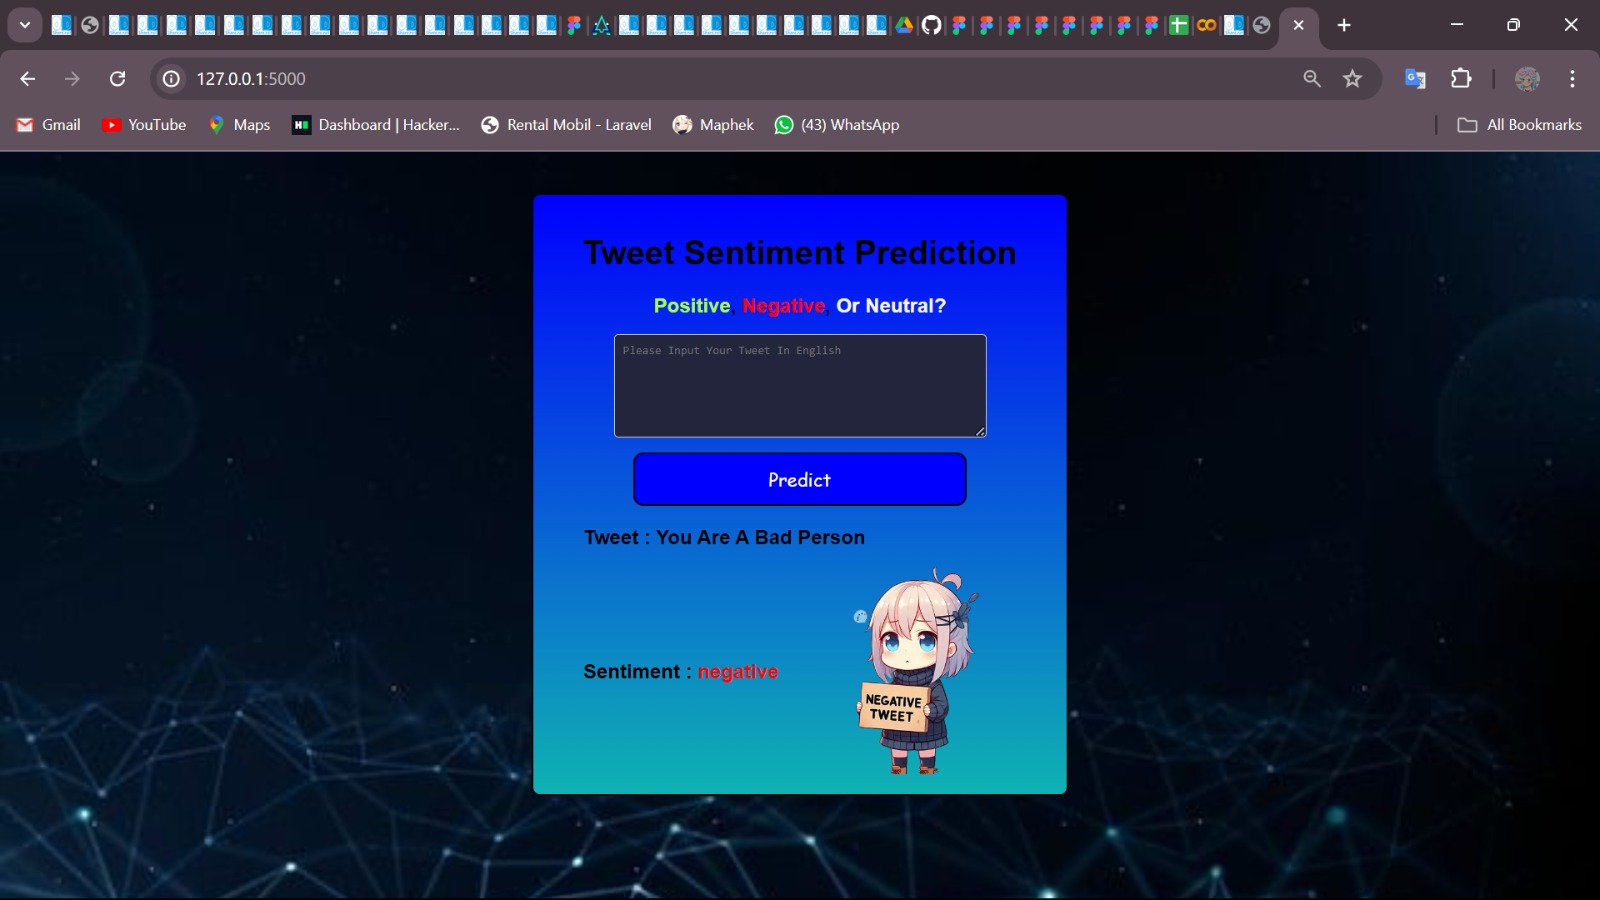 127.0.0.1:5000
Gmail
YouTube
Maps
Dashboard | Hacker...
Rental Mobil - Laravel
Maphek
(43) WhatsApp
All Bookmarks
Tweet Sentiment Prediction
Positive, Negative, Or Neutral?
Please Input Your Tweet In English
Predict
Tweet : You Are A Bad Person
Sentiment : negative
NEGATIVE
TWEET